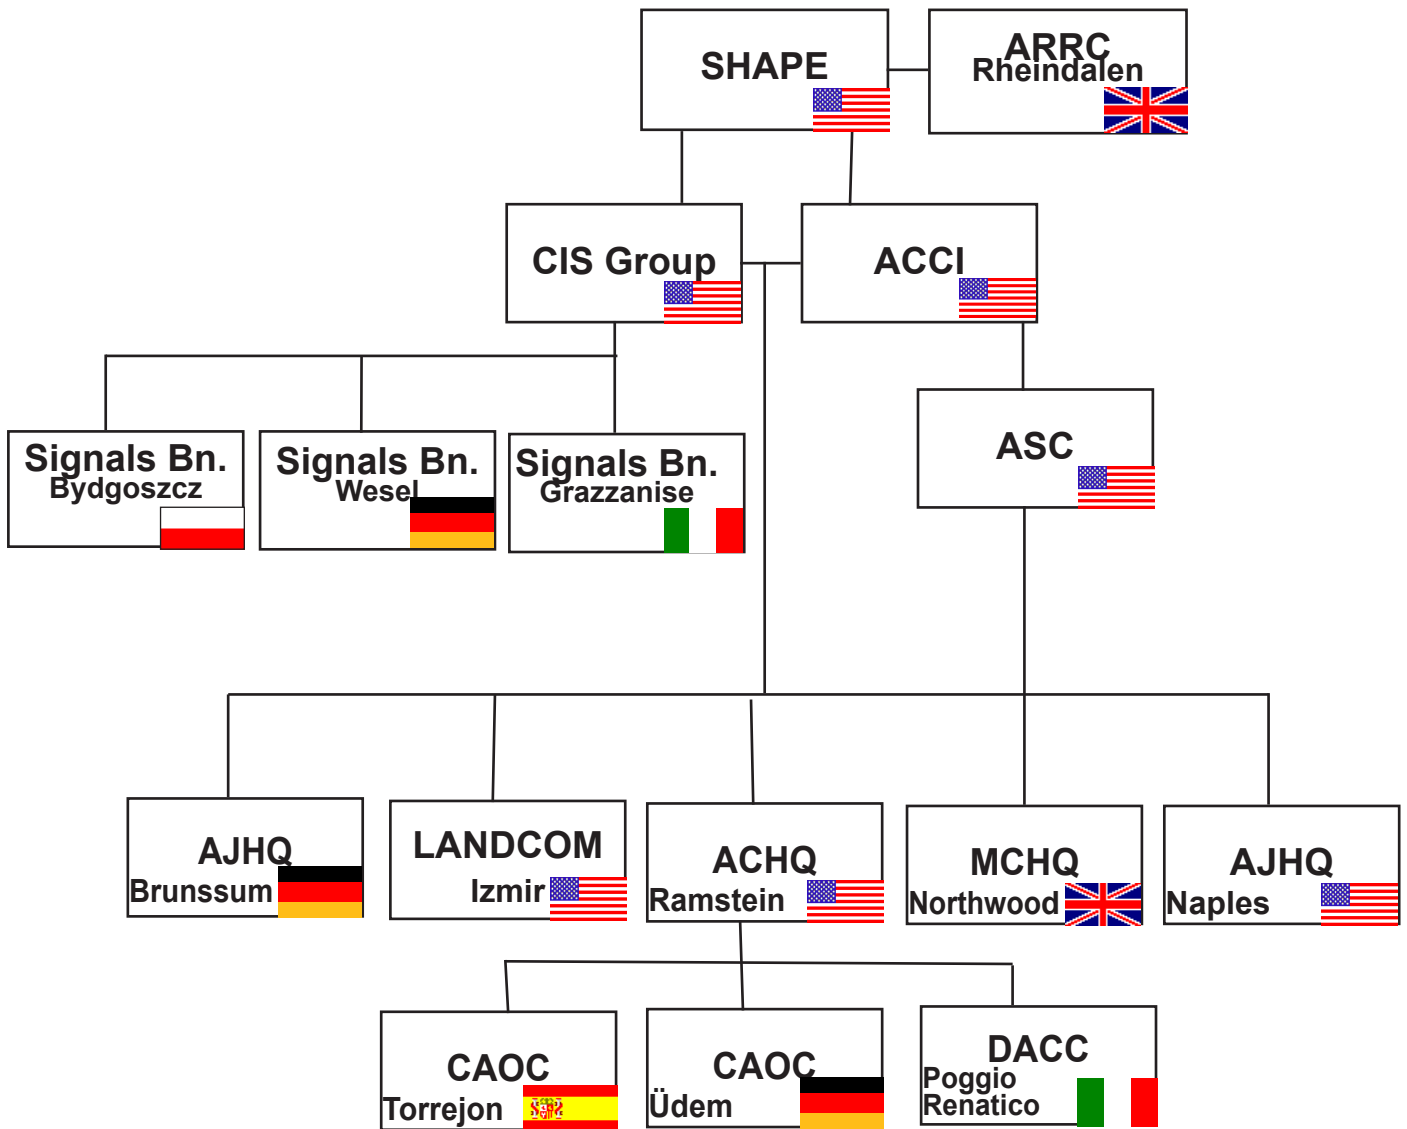 SHAPE
ARRC
Rheindalen
CIS Group
ACCI
Signals Bn.
Bydgoszcz
Signals Bn.
Wesel
Signals Bn.
Grazzanise
ASC
AJHQ
Brunssum
LANDCOM
Izmir
ACHQ
Ramstein
MCHQ
Northwood
AJHQ
Naples
CAOC
Torrejon
CAOC
Üdem
DACC
Poggio
Renatico